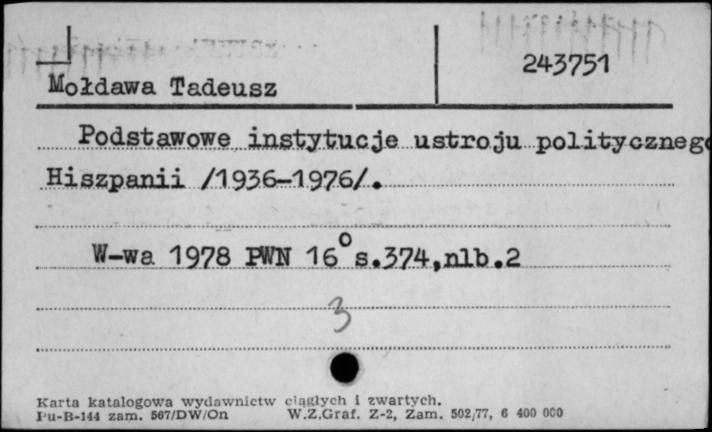 243751
Mołdawa Tadeusz
Podstawowe instytucje ustroju politycznego
Hiszpanii /1936-1976/.
W-wa 1978 PWN 16° s.374,nlb.2
3
Karta katalogowa wydawnictw ciągłych i zwartych.
Pu-B-144 zam. 567/DW/On W.Z.Graf. Z-2, Zam. 502/77, 6 400 000